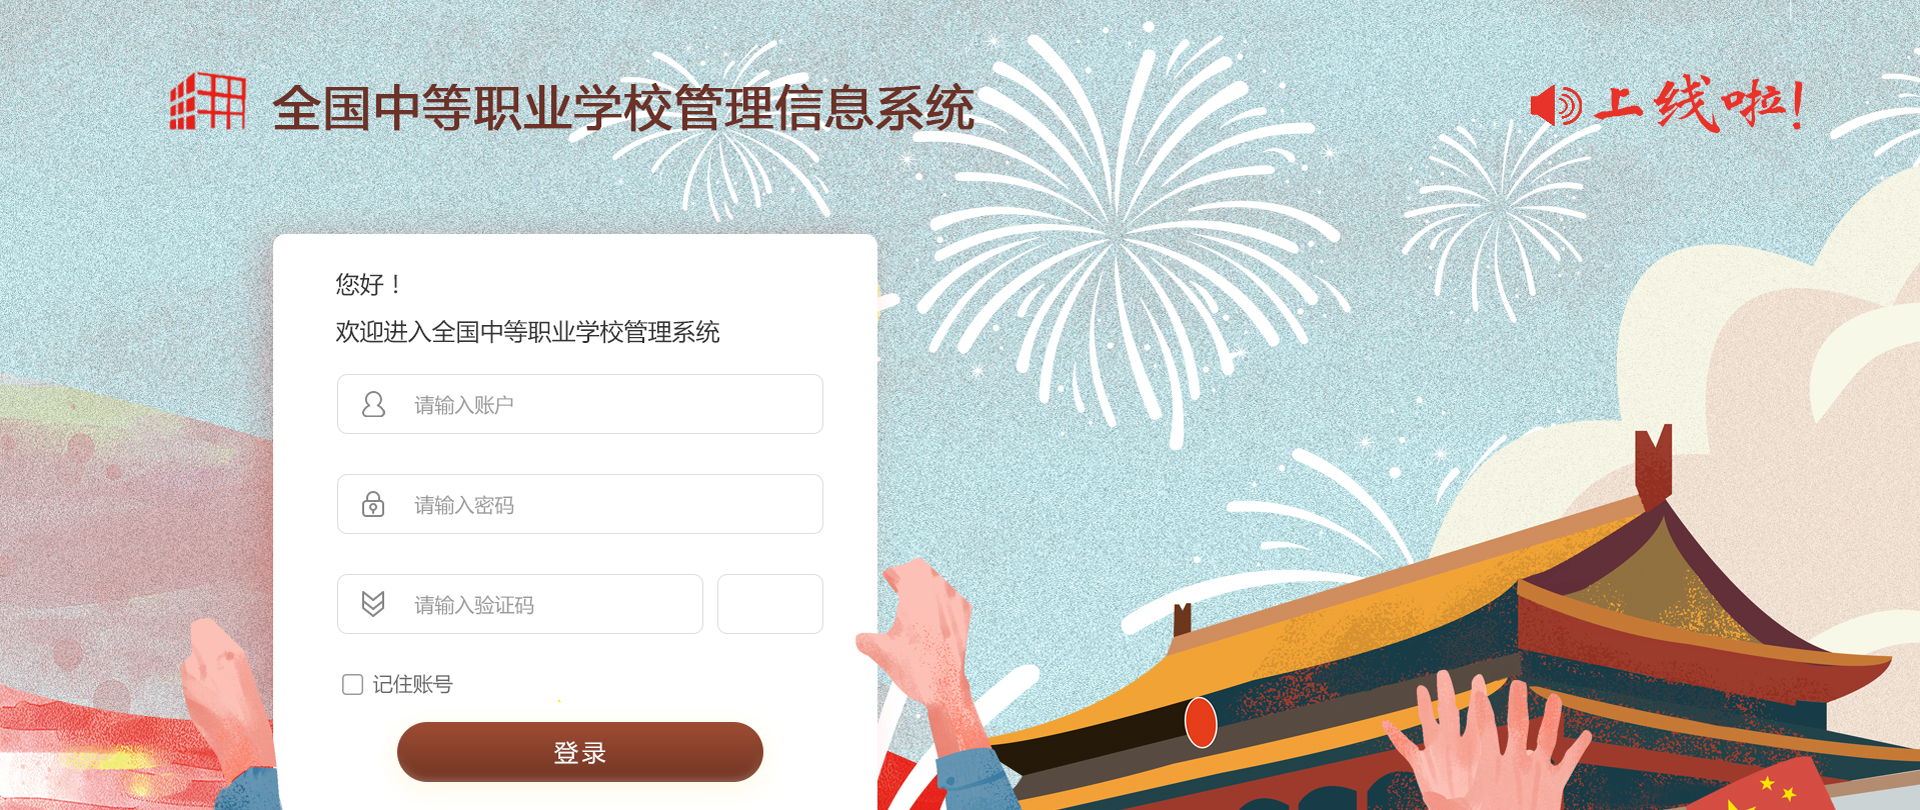 全国中等职业学校管理信息系统
上线啦！
您好！
欢迎进入全国中等职业学校管理系统
请输入账户
请输入密码
请输入验证码
记住账号
登录